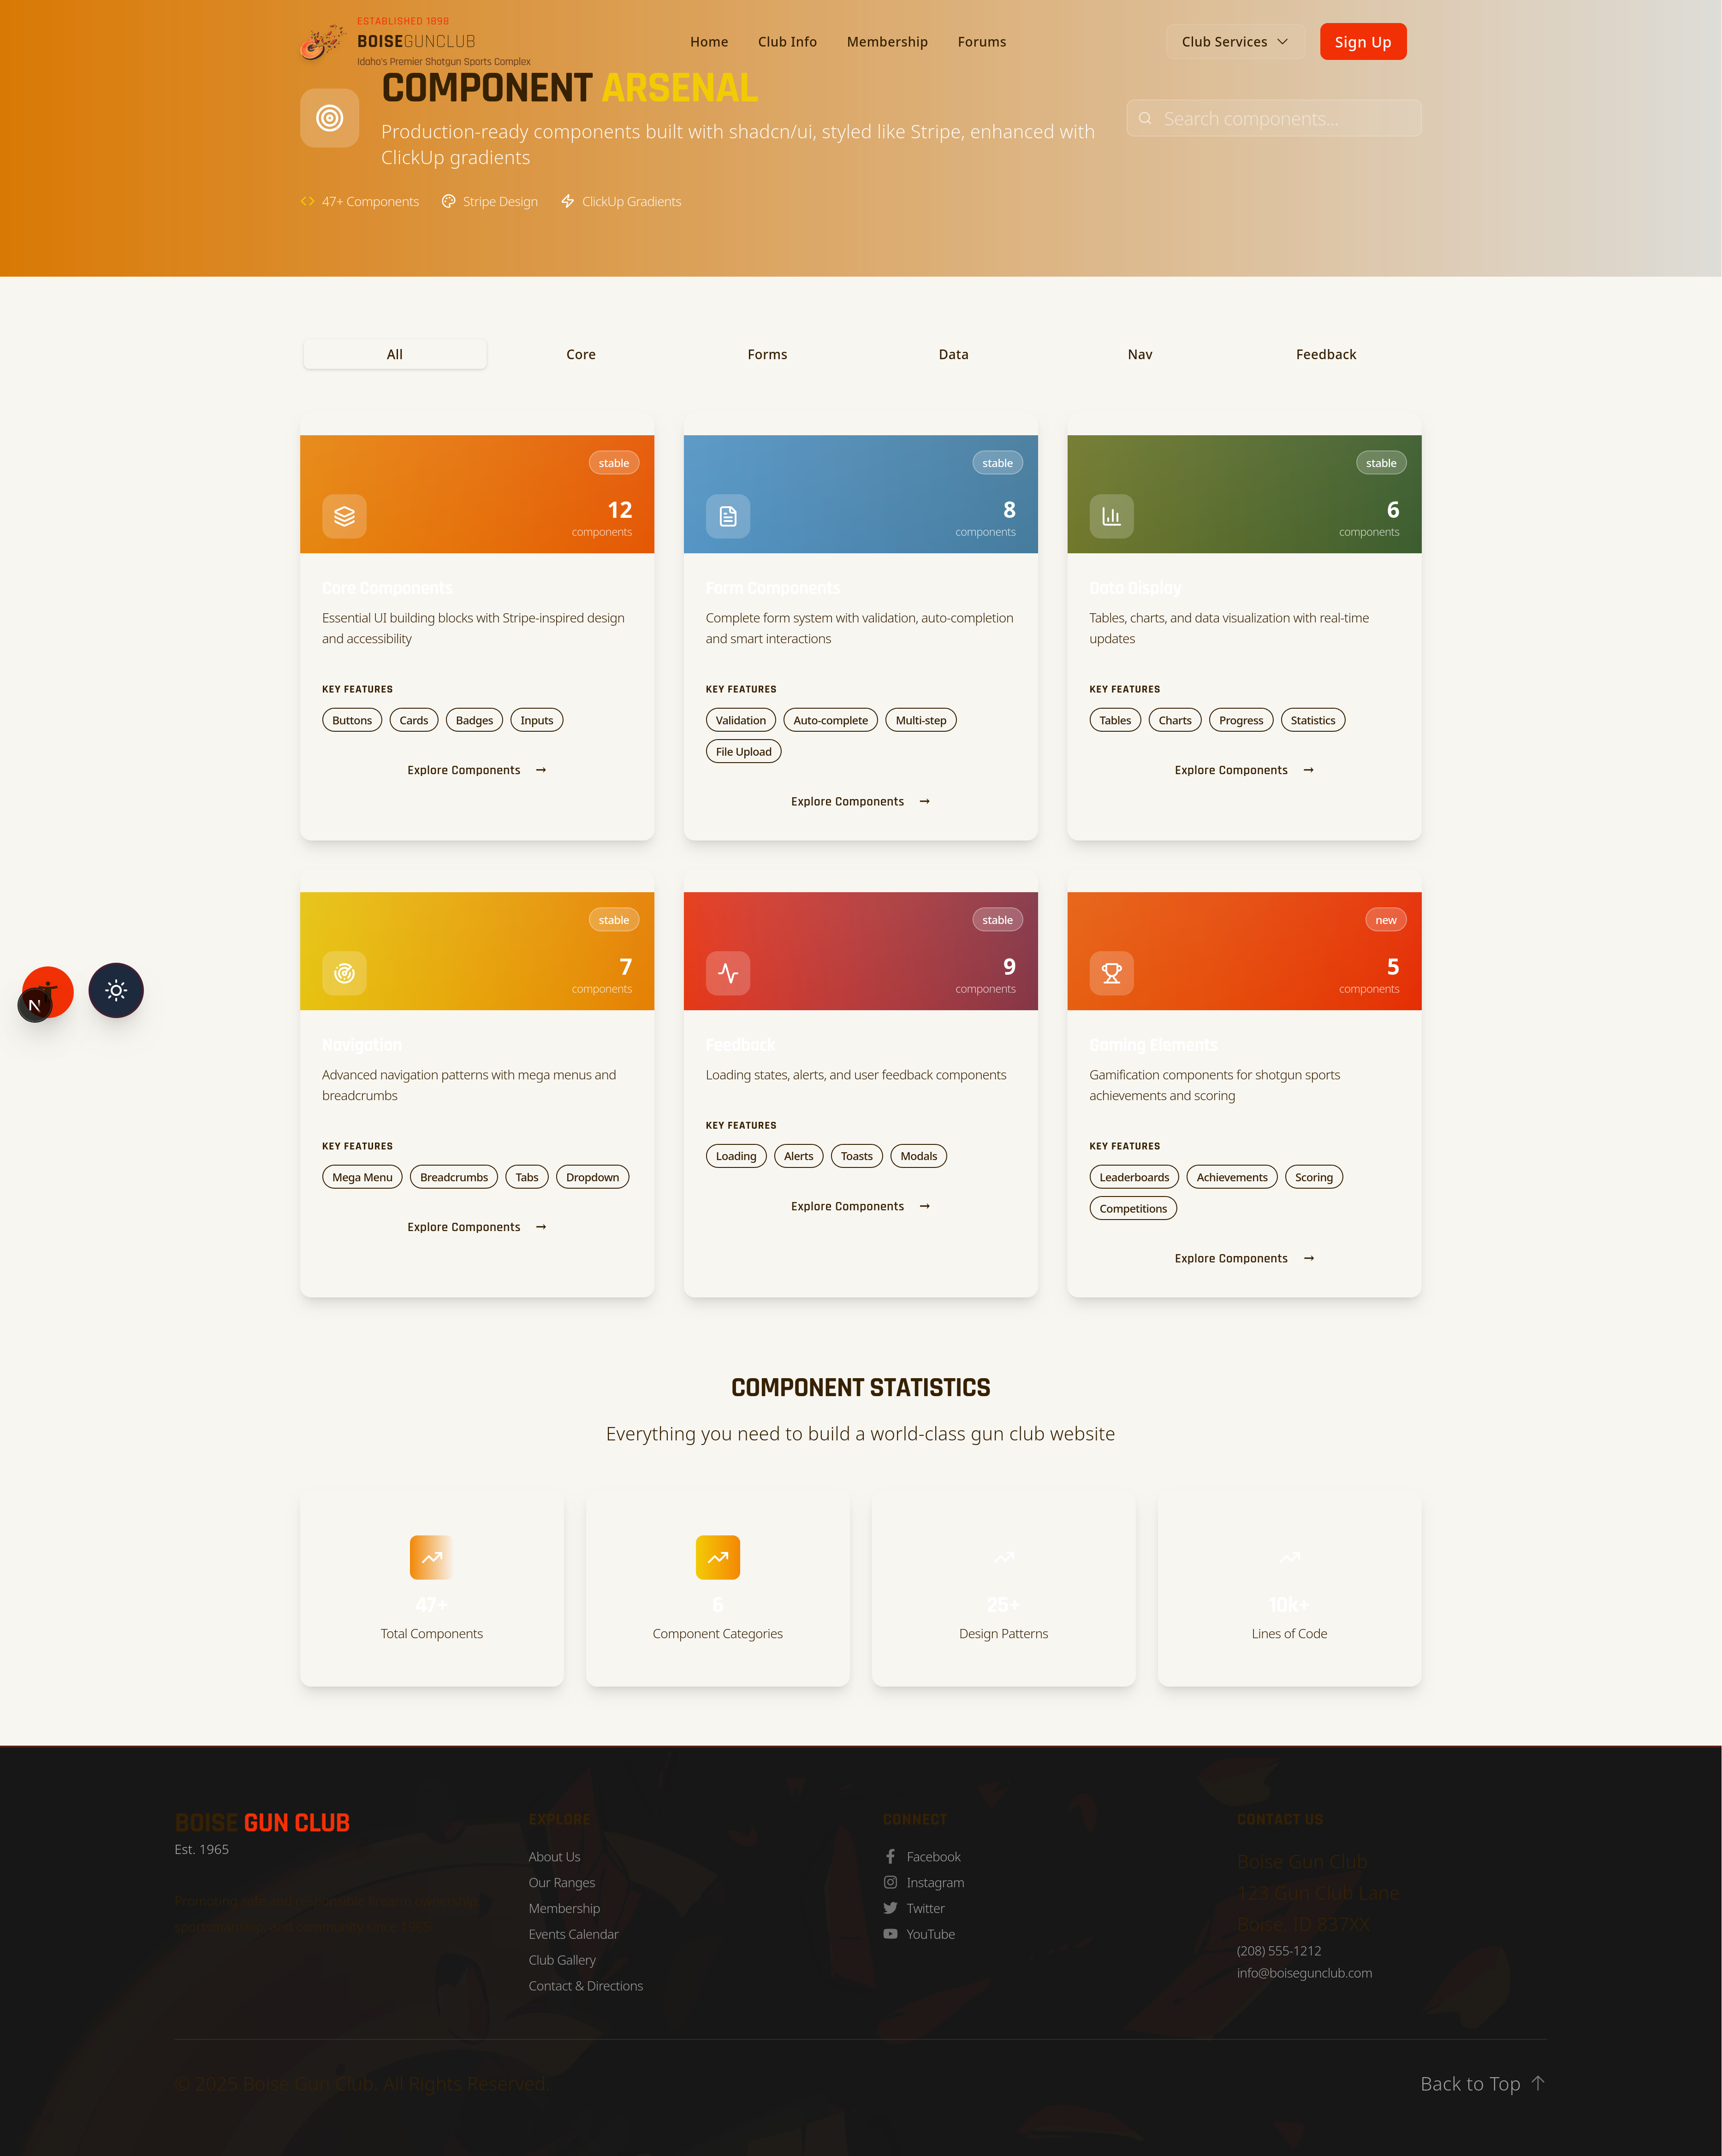 ESTABLISHED 1898
BOISEGUNCLUB
Idaho's Premier Shotgun Sports Complex
Home
Club Info
Membership
Forums
Club Services
Sign Up
COMPONENT ARSENAL
Production-ready components built with shadcn/ui, styled like Stripe, enhanced with
ClickUp gradients
Search components...
47+ Components
Stripe Design
ClickUp Gradients
All
Core
Forms
Data
Nav
Feedback
stable
12
components
Core Components
Essential UI building blocks with Stripe-inspired design
and accessibility
KEY FEATURES
Buttons
Cards
Badges
Inputs
Explore Components →
stable
8
components
Form Components
Complete form system with validation, auto-completion
and smart interactions
KEY FEATURES
Validation
Auto-complete
Multi-step
File Upload
Explore Components →
stable
6
components
Data Display
Tables, charts, and data visualization with real-time
updates
KEY FEATURES
Tables
Charts
Progress
Statistics
Explore Components →
stable
7
components
Navigation
Advanced navigation patterns with mega menus and
breadcrumbs
KEY FEATURES
Mega Menu
Breadcrumbs
Tabs
Dropdown
Explore Components →
stable
9
components
Feedback
Loading states, alerts, and user feedback components
KEY FEATURES
Loading
Alerts
Toasts
Modals
Explore Components →
new
5
components
Gaming Elements
Gamification components for shotgun sports
achievements and scoring
KEY FEATURES
Leaderboards
Achievements
Scoring
Competitions
Explore Components →
N
COMPONENT STATISTICS
Everything you need to build a world-class gun club website
47+
Total Components
6
Component Categories
25+
Design Patterns
10k+
Lines of Code
BOISE GUN CLUB
Est. 1965
Promoting safe and responsible firearm ownership,
sportsmanship, and community since 1965.
EXPLORE
About Us
Our Ranges
Membership
Events Calendar
Club Gallery
Contact & Directions
CONNECT
Facebook
Instagram
Twitter
YouTube
CONTACT US
Boise Gun Club
123 Gun Club Lane
Boise, ID 837XX
(208) 555-1212
info@boisegunclub.com
© 2025 Boise Gun Club. All Rights Reserved.
Back to Top ↑